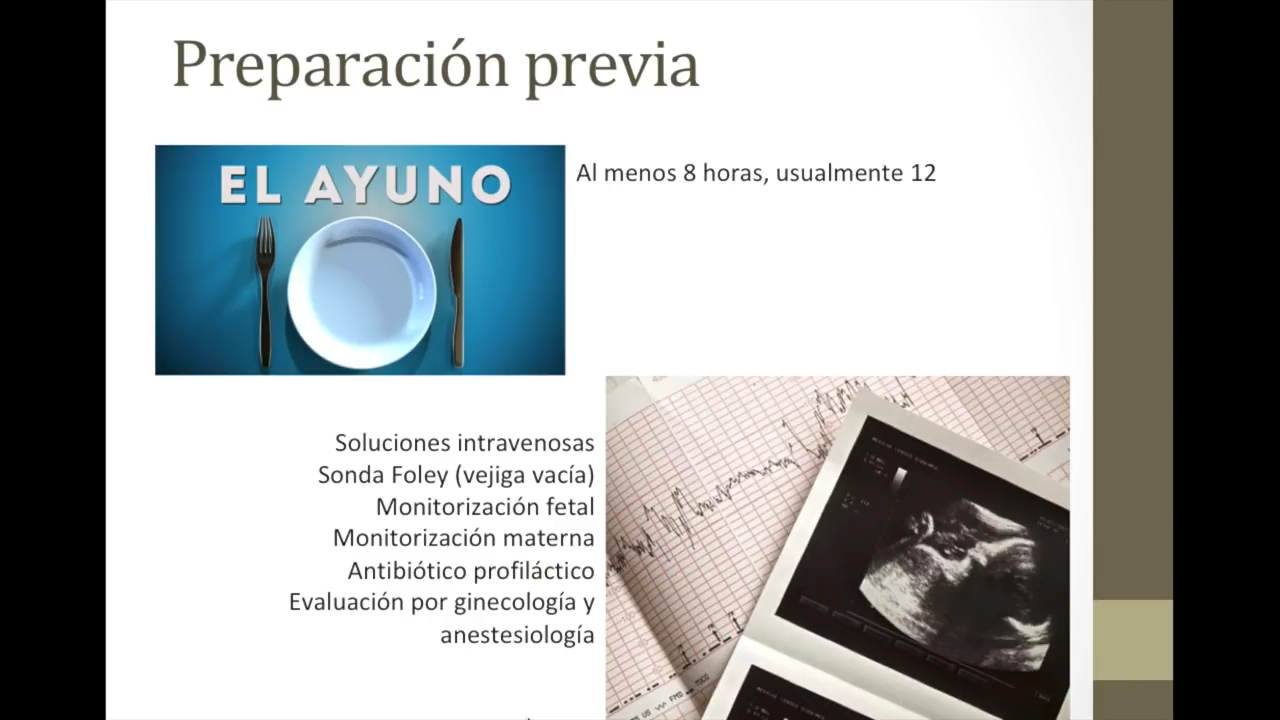 Preparación previa
EL AYUNO
Al menos 8 horas, usualmente 12
Soluciones intravenosas
Sonda Foley (vejiga vacía)
Monitorización fetal
Monitorización materna
Antibiótico profiláctico
Evaluación por ginecología y
anestesiología